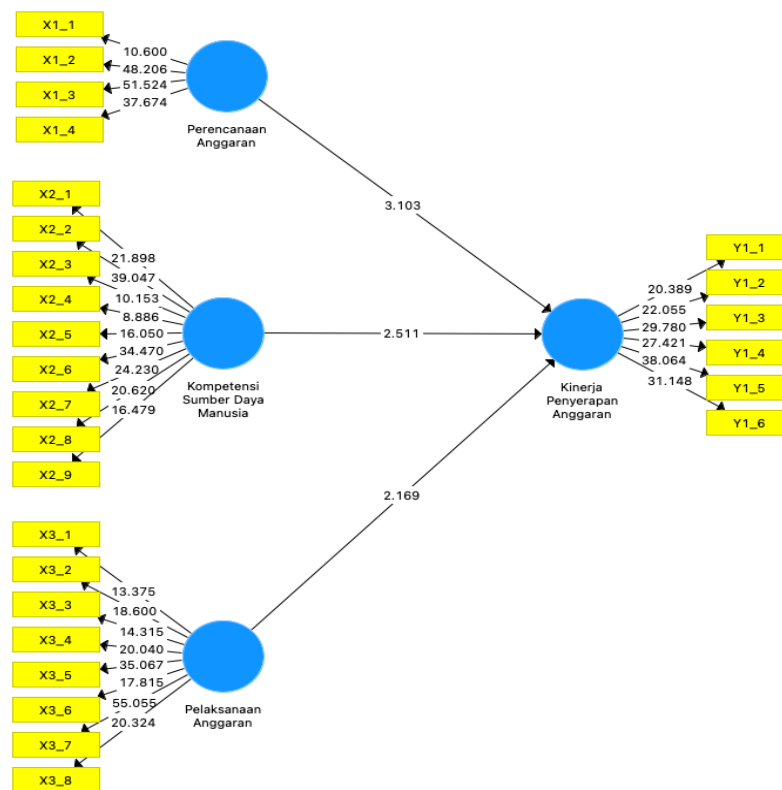 X1_1
X1_2
X1_3
X1_4
10.600
48.206
51.524
37.674
Perencanaan
Anggaran
3.103
X2_1
X2_2
X2_3
X2_4
X2_5
X2_6
X2_7
X2_8
X2_9
21.898
39.047
10.153
8.886
16.050
34.470
24.230
20.620
16.479
Kompetensi
Sumber Daya
Manusia
2.511
X3_1
X3_2
X3_3
X3_4
X3_5
X3_6
X3_7
X3_8
13.375
18.600
14.315
20.040
35.067
17.815
55.055
20.324
Pelaksanaan
Anggaran
2.169
Kinerja
Penyerapan
Anggaran
20.389
22.055
29.780
27.421
38.064
31.148
Y1_1
Y1_2
Y1_3
Y1_4
Y1_5
Y1_6